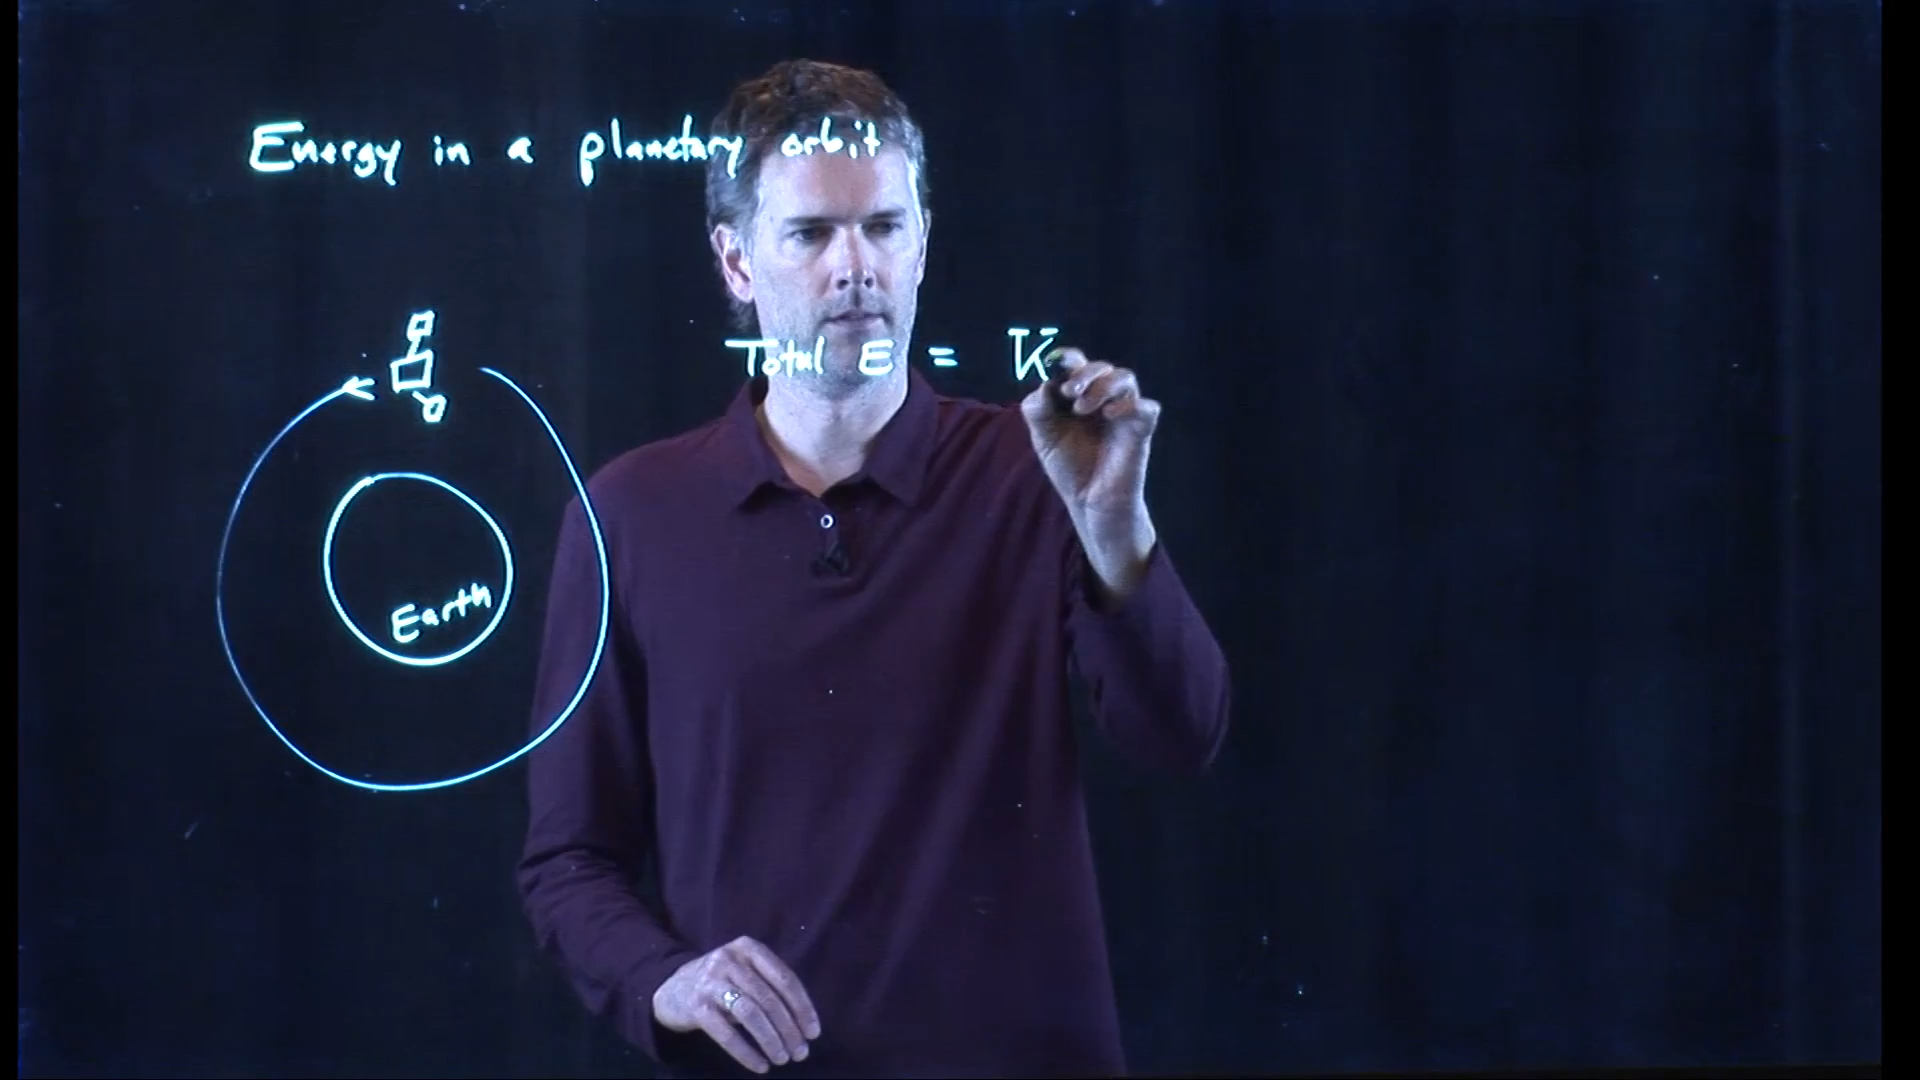 Energy in a planetary orbit
Total E = K
Earth